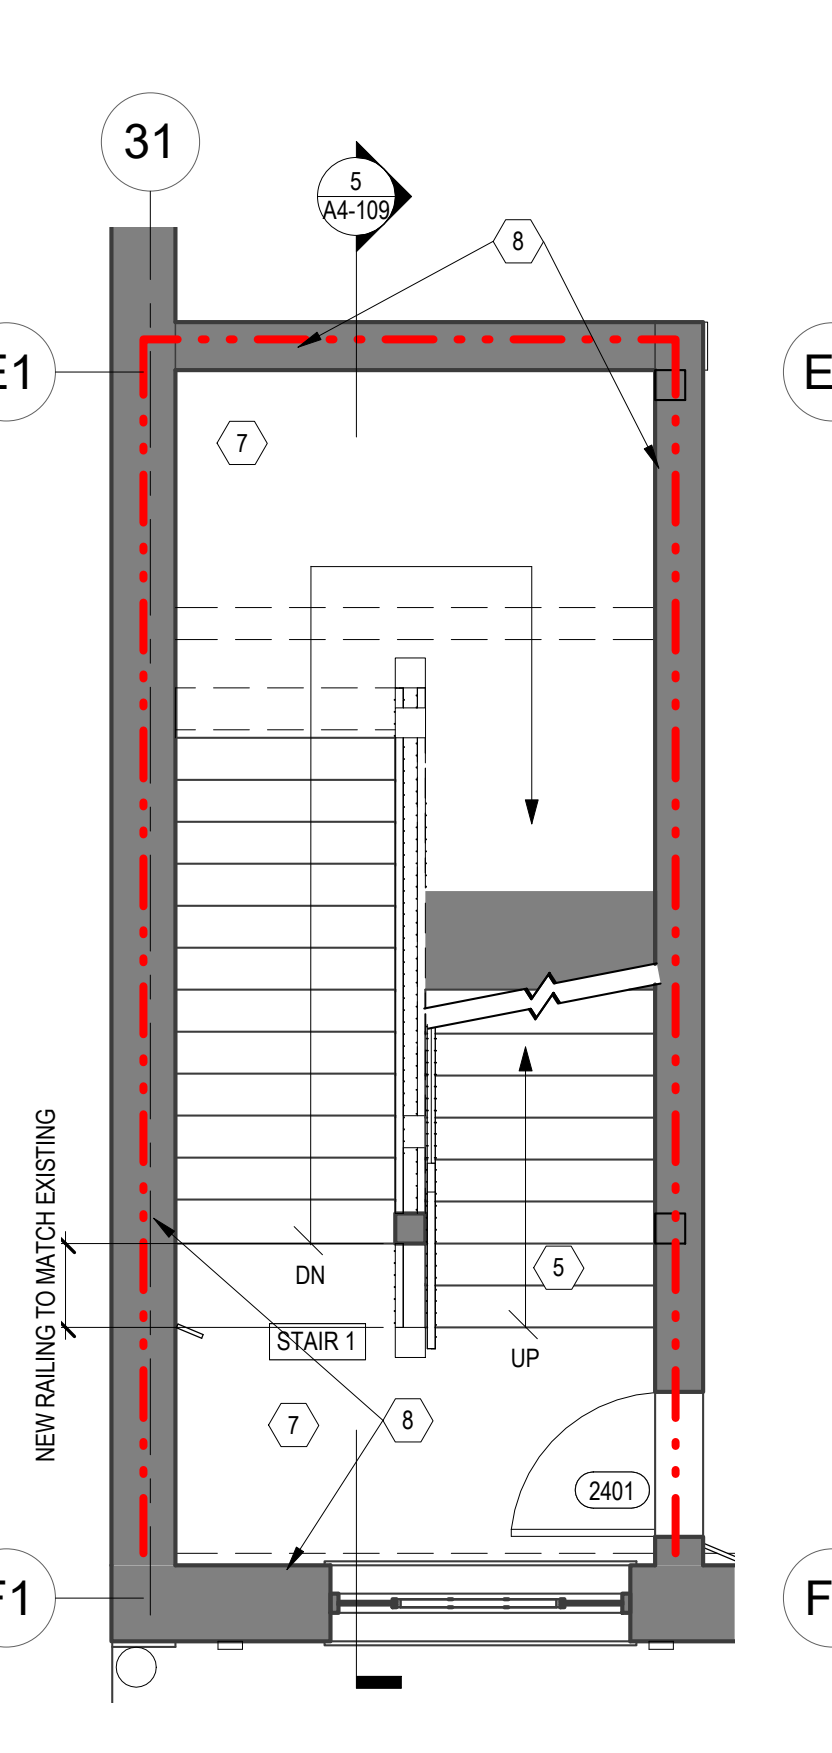 31
5
A4-109
8
E1
E
7
NEW RAILING TO MATCH EXISTING
DN
5
STAIR 1
UP
7
8
2401
F1
F